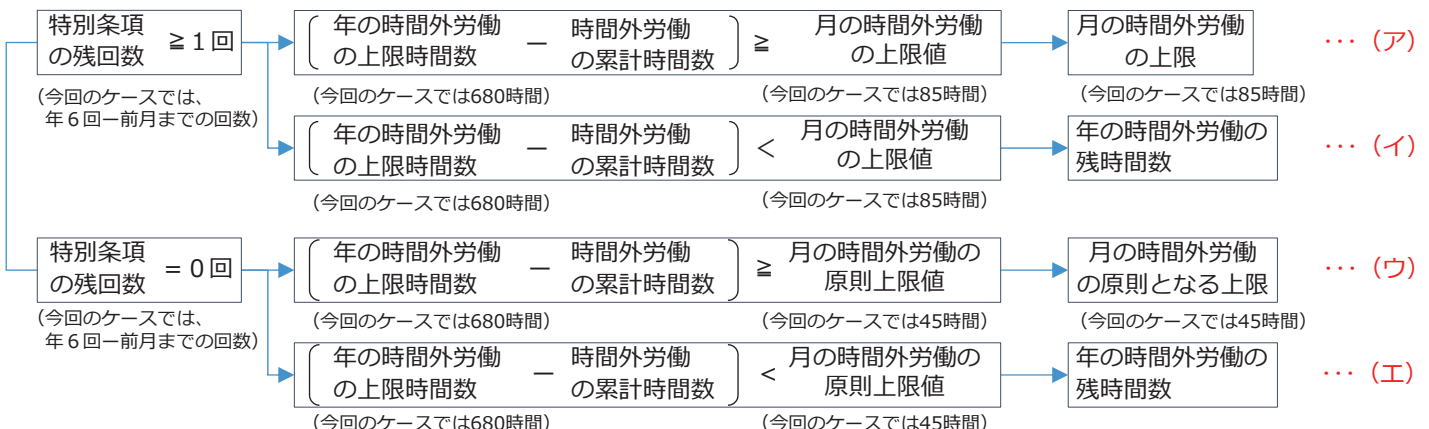 特別条項
の残回数 ≧１回
(今回のケースでは、
年６回ー前月までの回数)
年の時間外労働
の上限時間数
ー
時間外労働
の累計時間数
≧
月の時間外労働
の上限値
月の時間外労働
の上限
･･･（ア）
(今回のケースでは680時間)
(今回のケースでは85時間)
(今回のケースでは85時間)
年の時間外労働
の上限時間数
ー
時間外労働
の累計時間数
＜
月の時間外労働
の上限値
年の時間外労働の
残時間数
･･･（イ）
(今回のケースでは680時間)
(今回のケースでは85時間)
特別条項
の残回数 =０回
(今回のケースでは、
年６回ー前月までの回数)
年の時間外労働
の上限時間数
ー
時間外労働
の累計時間数
≧
月の時間外労働の
原則上限値
月の時間外労働
の原則となる上限
･･･（ウ）
(今回のケースでは680時間)
(今回のケースでは45時間)
(今回のケースでは45時間)
年の時間外労働
の上限時間数
ー
時間外労働
の累計時間数
<
月の時間外労働の
原則上限値
年の時間外労働の
残時間数
･･･（エ）
(今回のケースでは680時間)
(今回のケースでは45時間)